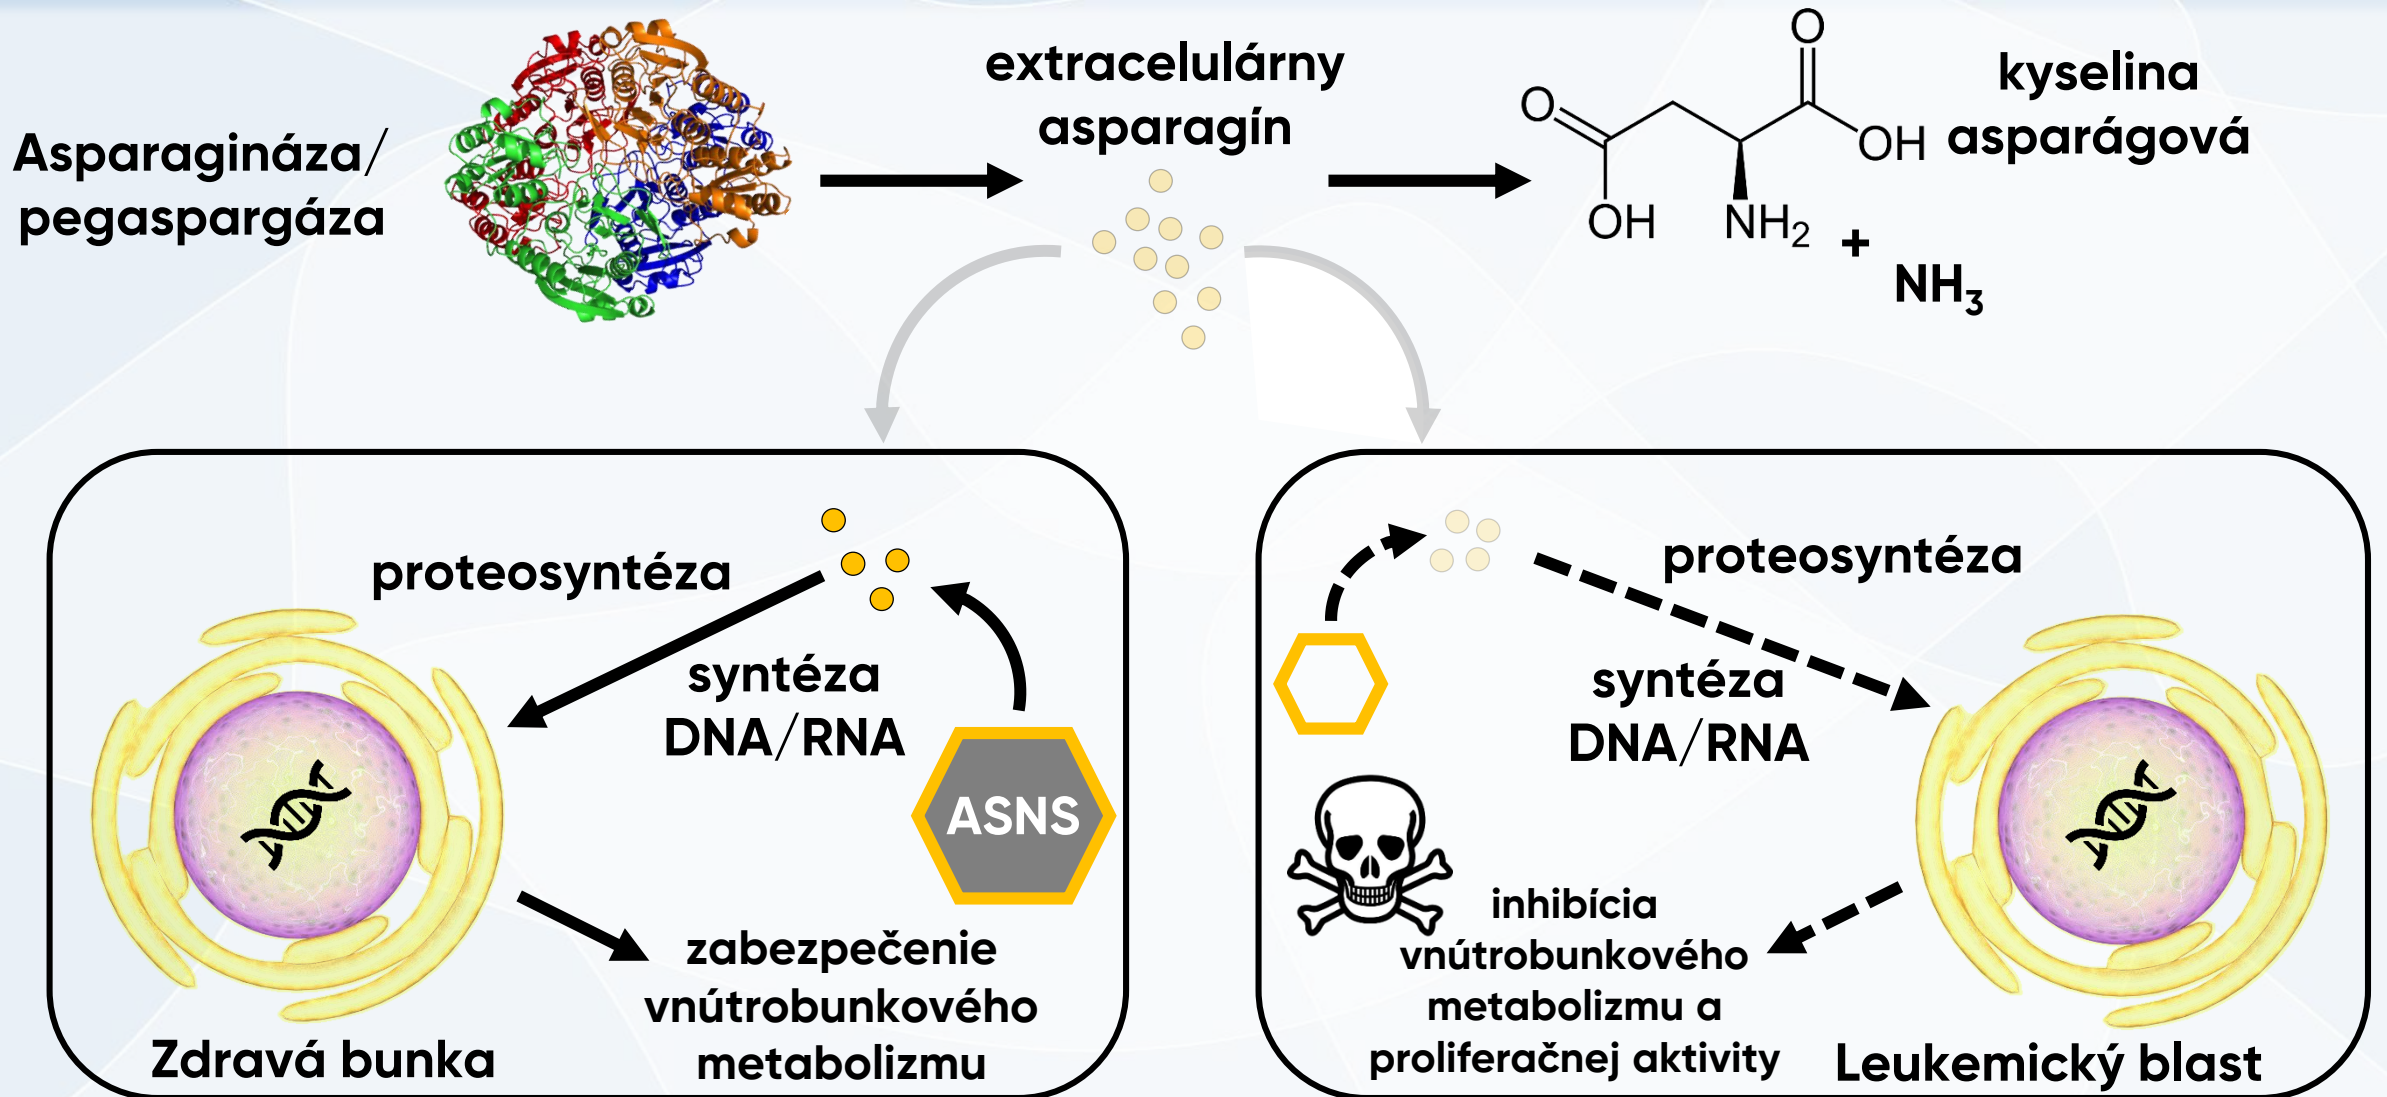 Asparagináza/
pegaspargáza
extracelulárny
asparagín
O
O
OH
OH
NH₂
kyselina
asparágová
+
NH₃
proteosyntéza
syntéza
DNA/RNA
ASNS
zabezpečenie
vnútrobunkového
metabolizmu
Zdravá bunka
proteosyntéza
syntéza
DNA/RNA
inhibícia
vnútrobunkového
metabolizmu a
proliferačnej aktivity
Leukemický blast